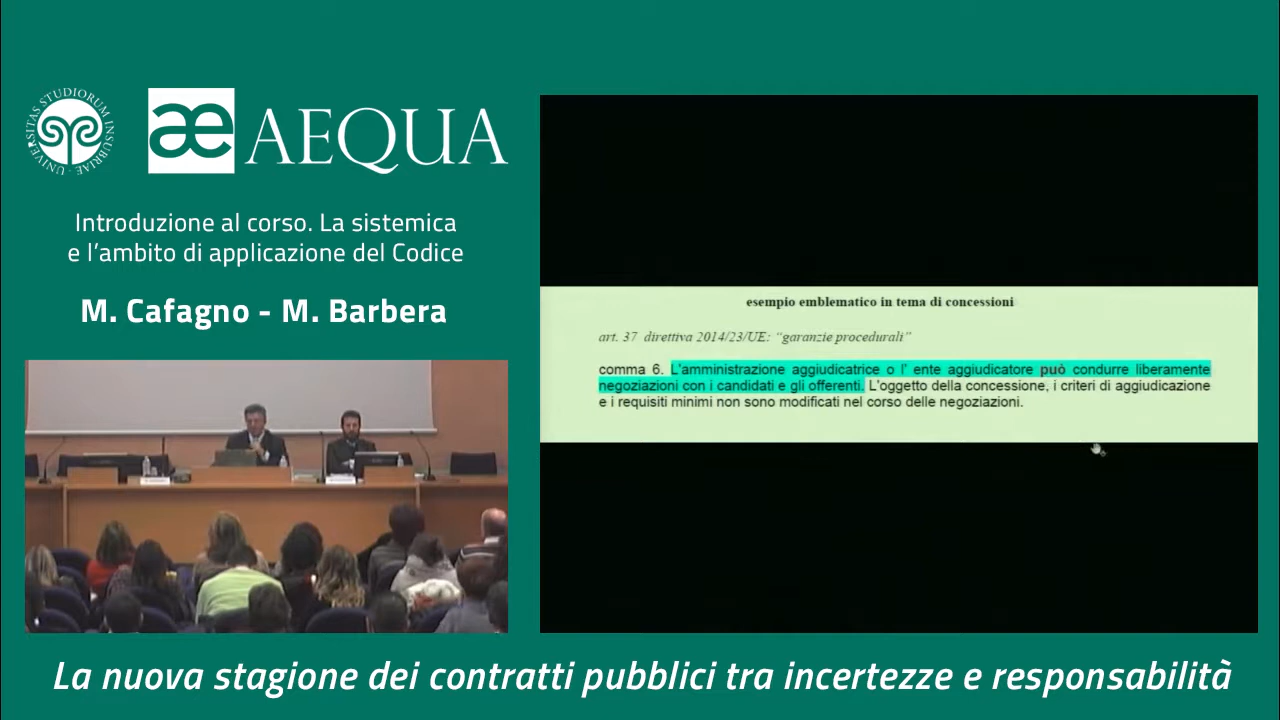 UNIVERSITAS STUDIORUM INSUBRIAE
æ AEQUA
Introduzione al corso. La sistemica
e l’ambito di applicazione del Codice
M. Cafagno - M. Barbera
esempio emblematico in tema di concessioni
art. 37 direttiva 2014/23/UE: “garanzie procedurali”
comma 6. L’amministrazione aggiudicatrice o l’ ente aggiudicatore può condurre liberamente
negoziazioni con i candidati e gli offerenti. L’oggetto della concessione, i criteri di aggiudicazione
e i requisiti minimi non sono modificati nel corso delle negoziazioni.
La nuova stagione dei contratti pubblici tra incertezze e responsabilità